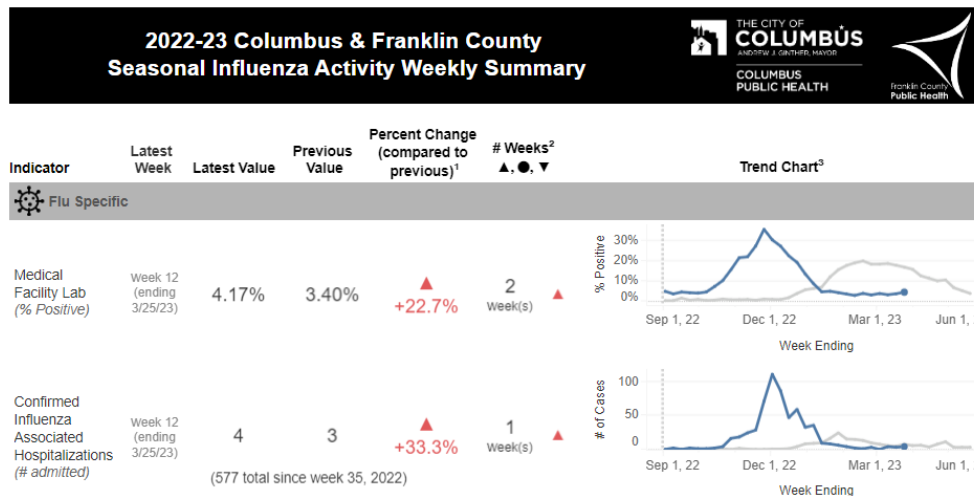 2022-23 Columbus & Franklin County
Seasonal Influenza Activity Weekly Summary
THE CITY OF
COLUMBUS
ANDREW J. GINTHER, MAYOR
COLUMBUS
PUBLIC HEALTH
Franklin County
Public Health
Indicator
Latest
Week
Latest Value
Previous
Value
Percent Change
(compared to
previous)¹
# Weeks²
▲, ●, ▼
Trend Chart³
Flu Specific
Medical
Facility Lab
(% Positive)
Week 12
(ending
3/25/23)
4.17%
3.40%
▲
+22.7%
2
Week(s)
▲
% Positive
30%
20%
10%
0%
Sep 1, 22 Dec 1, 22 Mar 1, 23 Jun 1,
Week Ending
Confirmed
Influenza
Associated
Hospitalizations
(# admitted)
Week 12
(ending
3/25/23)
4
3
(577 total since week 35, 2022)
▲
+33.3%
1
Week(s)
▲
# of Cases
100
50
0
Sep 1, 22 Dec 1, 22 Mar 1, 23 Jun 1,
Week Ending